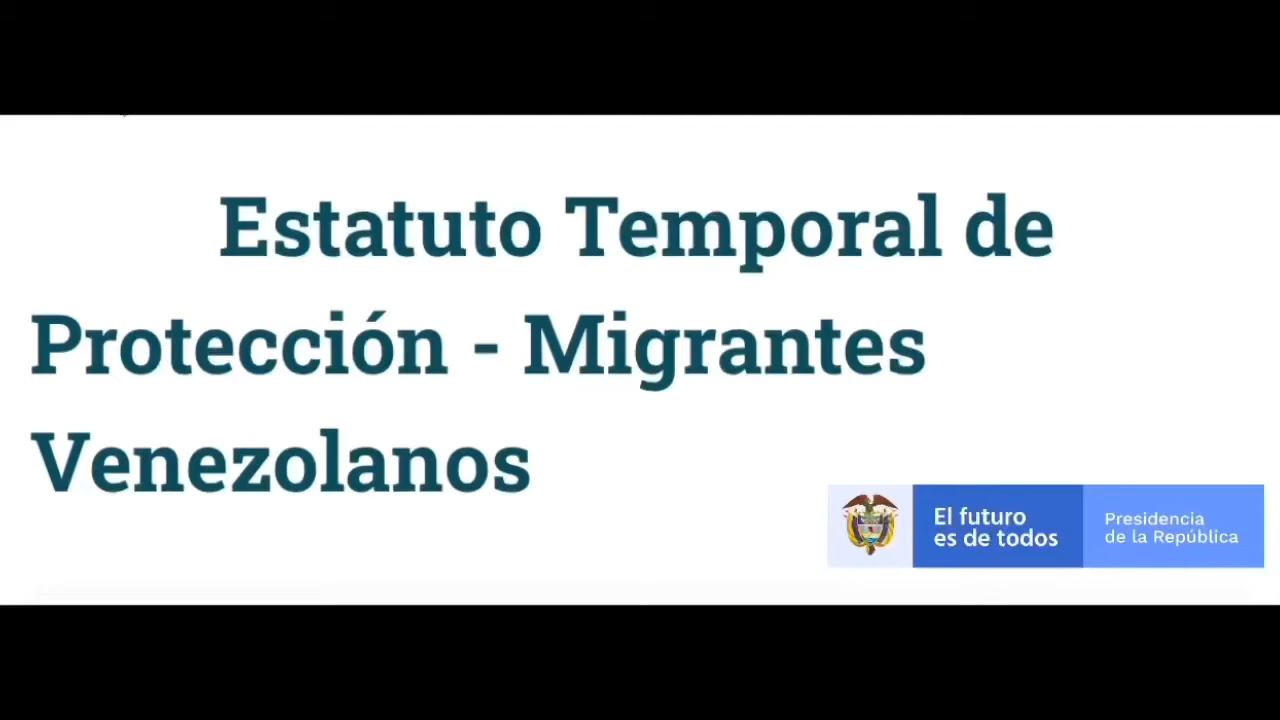 Estatuto Temporal de
Protección - Migrantes
Venezolanos
El futuro
es de todos
Presidencia
de la República